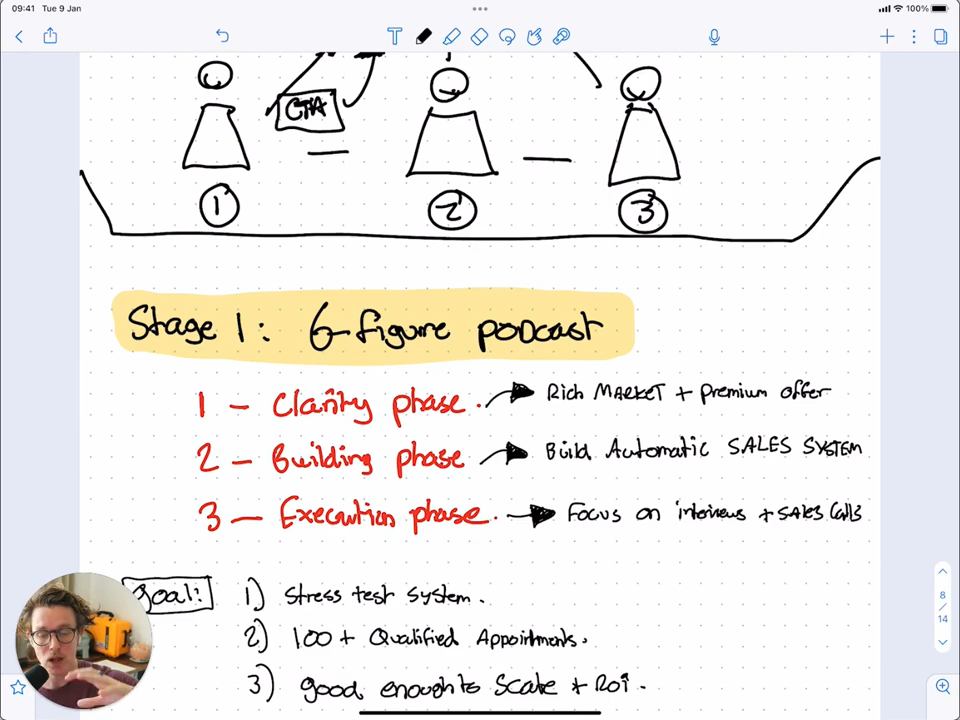 09:41 Tue 9 Jan
100%
CTA
1
2
3
Stage 1: 6-figure podcast
1 - Clarity phase. Rich MARKET + premium offer
2 - Building phase Build Automatic SALES SYSTEM
3 - Execution phase. Focus on interviews + SALES Calls
goal: 1) Stress test system.
2) 100+ Qualified Appointments.
3) good enough to Scale + Roi.
8
/
14